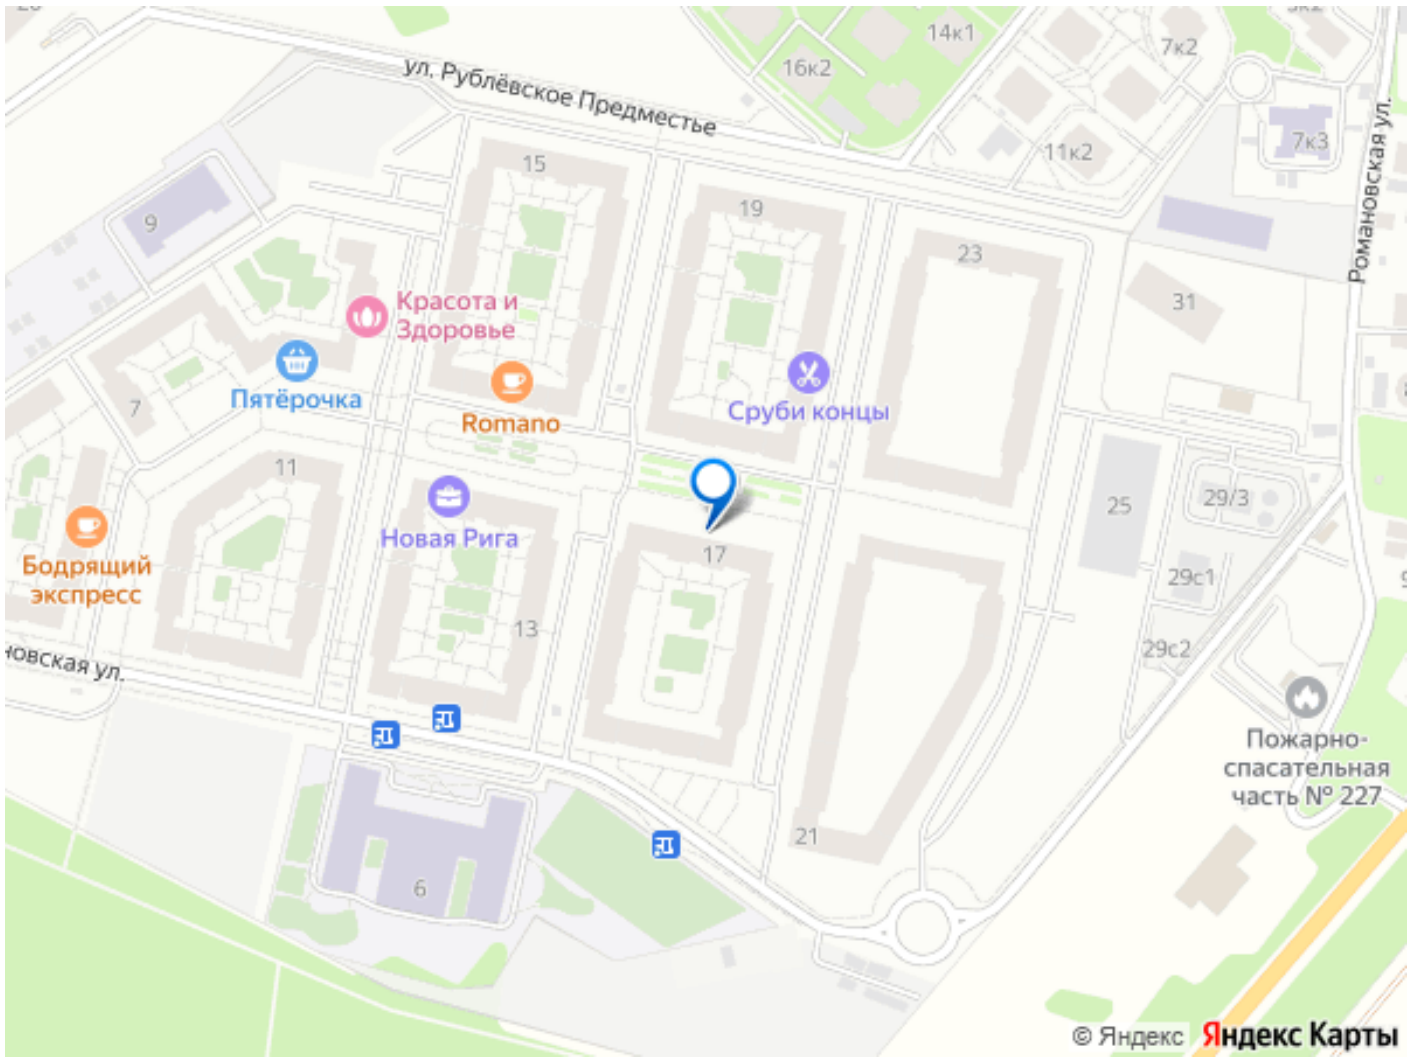 14к1
7к2
16к2
ул. Рублёвское Предместье
7к3
11к2
Романовская ул.
15
19
9
23
31
Красота и
Здоровье
Пятёрочка
7
Romano
Сруби концы
11
Новая Рига
25
29/3
Бодрящий
экспресс
17
29с1
13
29с2
новская ул.
Пожарно-
спасательная
часть № 227
21
6
© Яндекс
Яндекс Карты